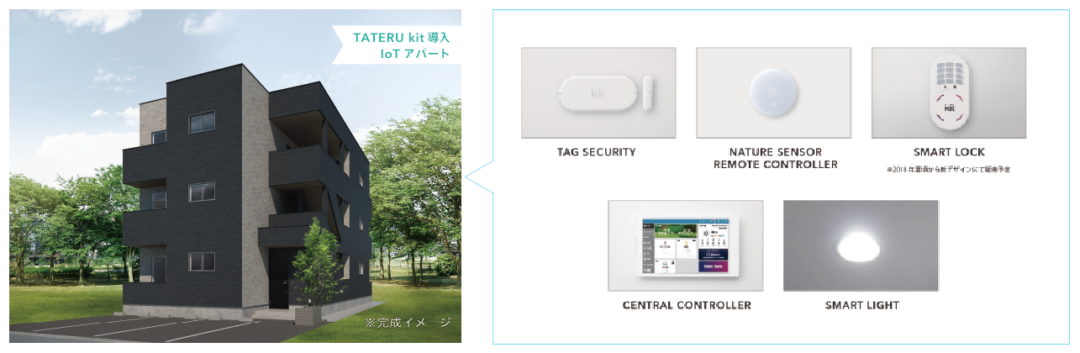 TATERU kit 導入
IoT アパート
※完成イメージ
kit
TAG SECURITY
NATURE SENSOR
REMOTE CONTROLLER
kit
SMART LOCK
※2018年夏頃から新デザインにて販売予定
CENTRAL CONTROLLER
SMART LIGHT